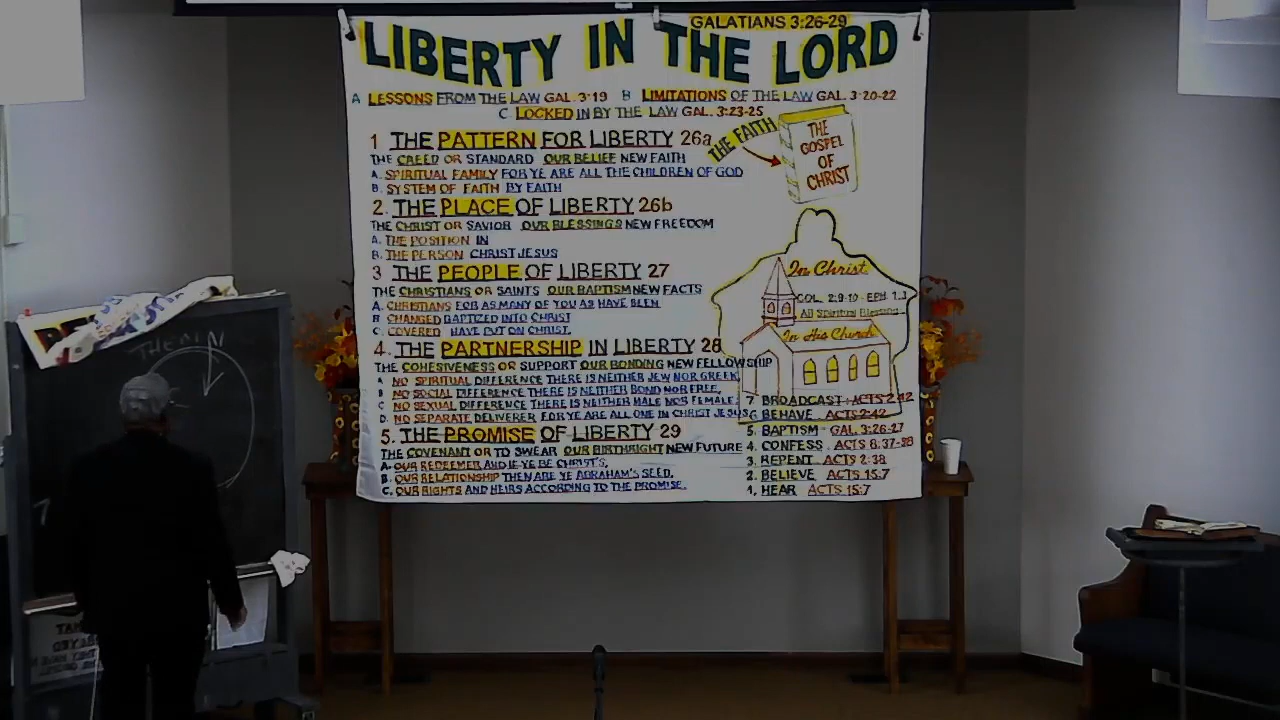 GALATIANS 3:26-29
LIBERTY IN THE LORD
A LESSONS FROM THE LAW GAL. 3:19 B LIMITATIONS OF THE LAW GAL. 3:20-22
C LOCKED IN BY THE LAW GAL. 3:23-25
1 THE PATTERN FOR LIBERTY 26a
THE CREED OR STANDARD OUR BELIEF NEW FAITH
A. SPIRITUAL FAMILY FOR YE ARE ALL THE CHILDREN OF GOD
B. SYSTEM OF FAITH BY FAITH
THE FAITH
THE
GOSPEL
OF
CHRIST
2. THE PLACE OF LIBERTY 26b
THE CHRIST OR SAVIOR OUR BLESSINGS NEW FREEDOM
A. THE POSITION IN
B. THE PERSON CHRIST JESUS
3 THE PEOPLE OF LIBERTY 27
THE CHRISTIANS OR SAINTS OUR BAPTISM NEW FACTS
A. CHRISTIANS FOR AS MANY OF YOU AS HAVE BEEN
B CHANGED BAPTIZED INTO CHRIST
C. COVERED HAVE PUT ON CHRIST.
In Christ
COL. 2:9-10 - EPH. 1:3
All Spiritual Blessing
In His Church
4. THE PARTNERSHIP IN LIBERTY 28
THE COHESIVENESS OR SUPPORT OUR BONDING NEW FELLOWSHIP
A NO SPIRITUAL DIFFERENCE THERE IS NEITHER JEW NOR GREEK,
B NO SOCIAL DIFFERENCE THERE IS NEITHER BOND NOR FREE,
C NO SEXUAL DIFFERENCE THERE IS NEITHER MALE NOR FEMALE:
D. NO SEPARATE DELIVERER FOR YE ARE ALL ONE IN CHRIST JESUS
5. THE PROMISE OF LIBERTY 29
THE COVENANT OR TO SWEAR OUR BIRTHRIGHT NEW FUTURE
A. OUR REDEEMER AND IF YE BE CHRIST'S,
B. OUR RELATIONSHIP THEN ARE YE ABRAHAM'S SEED,
C. OUR RIGHTS AND HEIRS ACCORDING TO THE PROMISE.
7 BROADCAST: ACTS 2:42
6 BEHAVE ACTS 2:42
5. BAPTISM - GAL. 3:26-27
4. CONFESS ACTS 8:37-38
3. REPENT ACTS 2:38
2. BELIEVE ACTS 15:7
1. HEAR ACTS 15:7